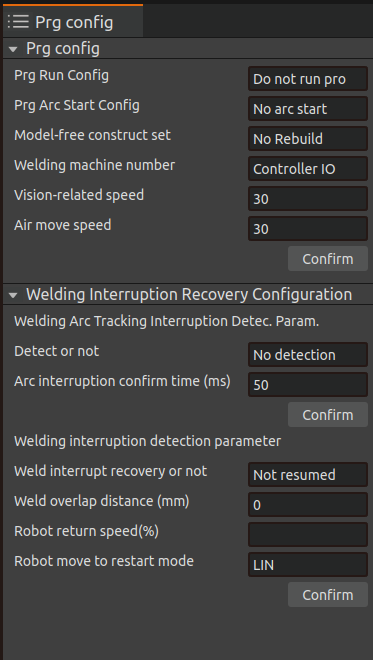 Prg config
Prg config
Prg Run Config Do not run pro
Prg Arc Start Config No arc start
Model-free construct set No Rebuild
Welding machine number Controller IO
Vision-related speed 30
Air move speed 30
Confirm
Welding Interruption Recovery Configuration
Welding Arc Tracking Interruption Detec. Param.
Detect or not No detection
Arc interruption confirm time (ms) 50
Confirm
Welding interruption detection parameter
Weld interrupt recovery or not Not resumed
Weld overlap distance (mm) 0
Robot return speed(%)
Robot move to restart mode LIN
Confirm